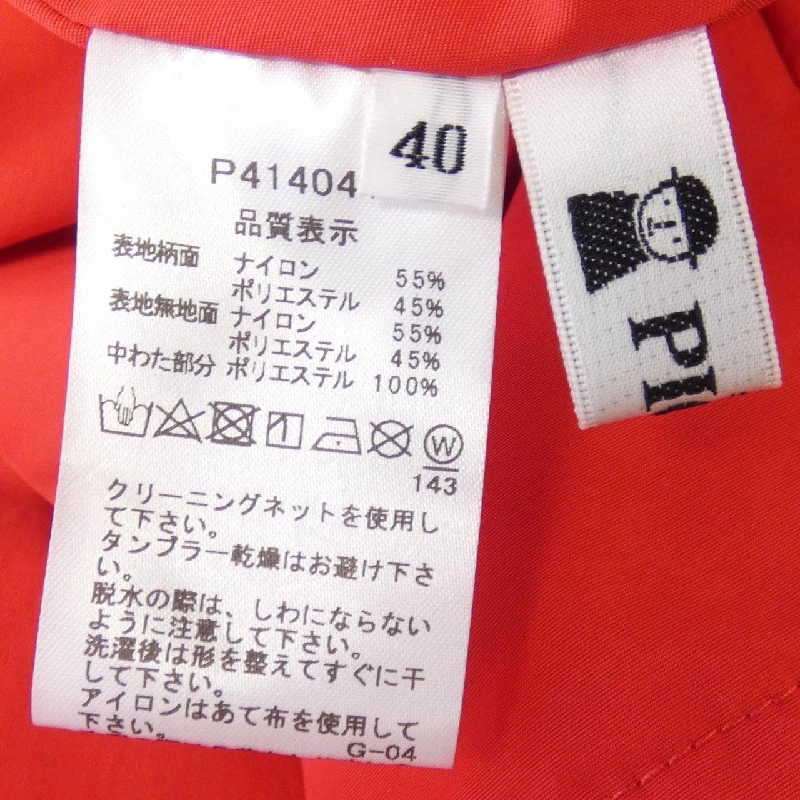 40
P41404
品質表示
表地柄面 ナイロン 55%
ポリエステル 45%
表地無地面 ナイロン 55%
ポリエステル 45%
中わた部分 ポリエステル 100%
W
143
クリーニングネットを使用し
て下さい。
タンブラー乾燥はお避け下さ
い。
脱水の際は、しわにならない
ように注意して下さい。
洗濯後は形を整えてすぐに干
して下さい。
アイロンはあて布を使用して
下さい。
G-04